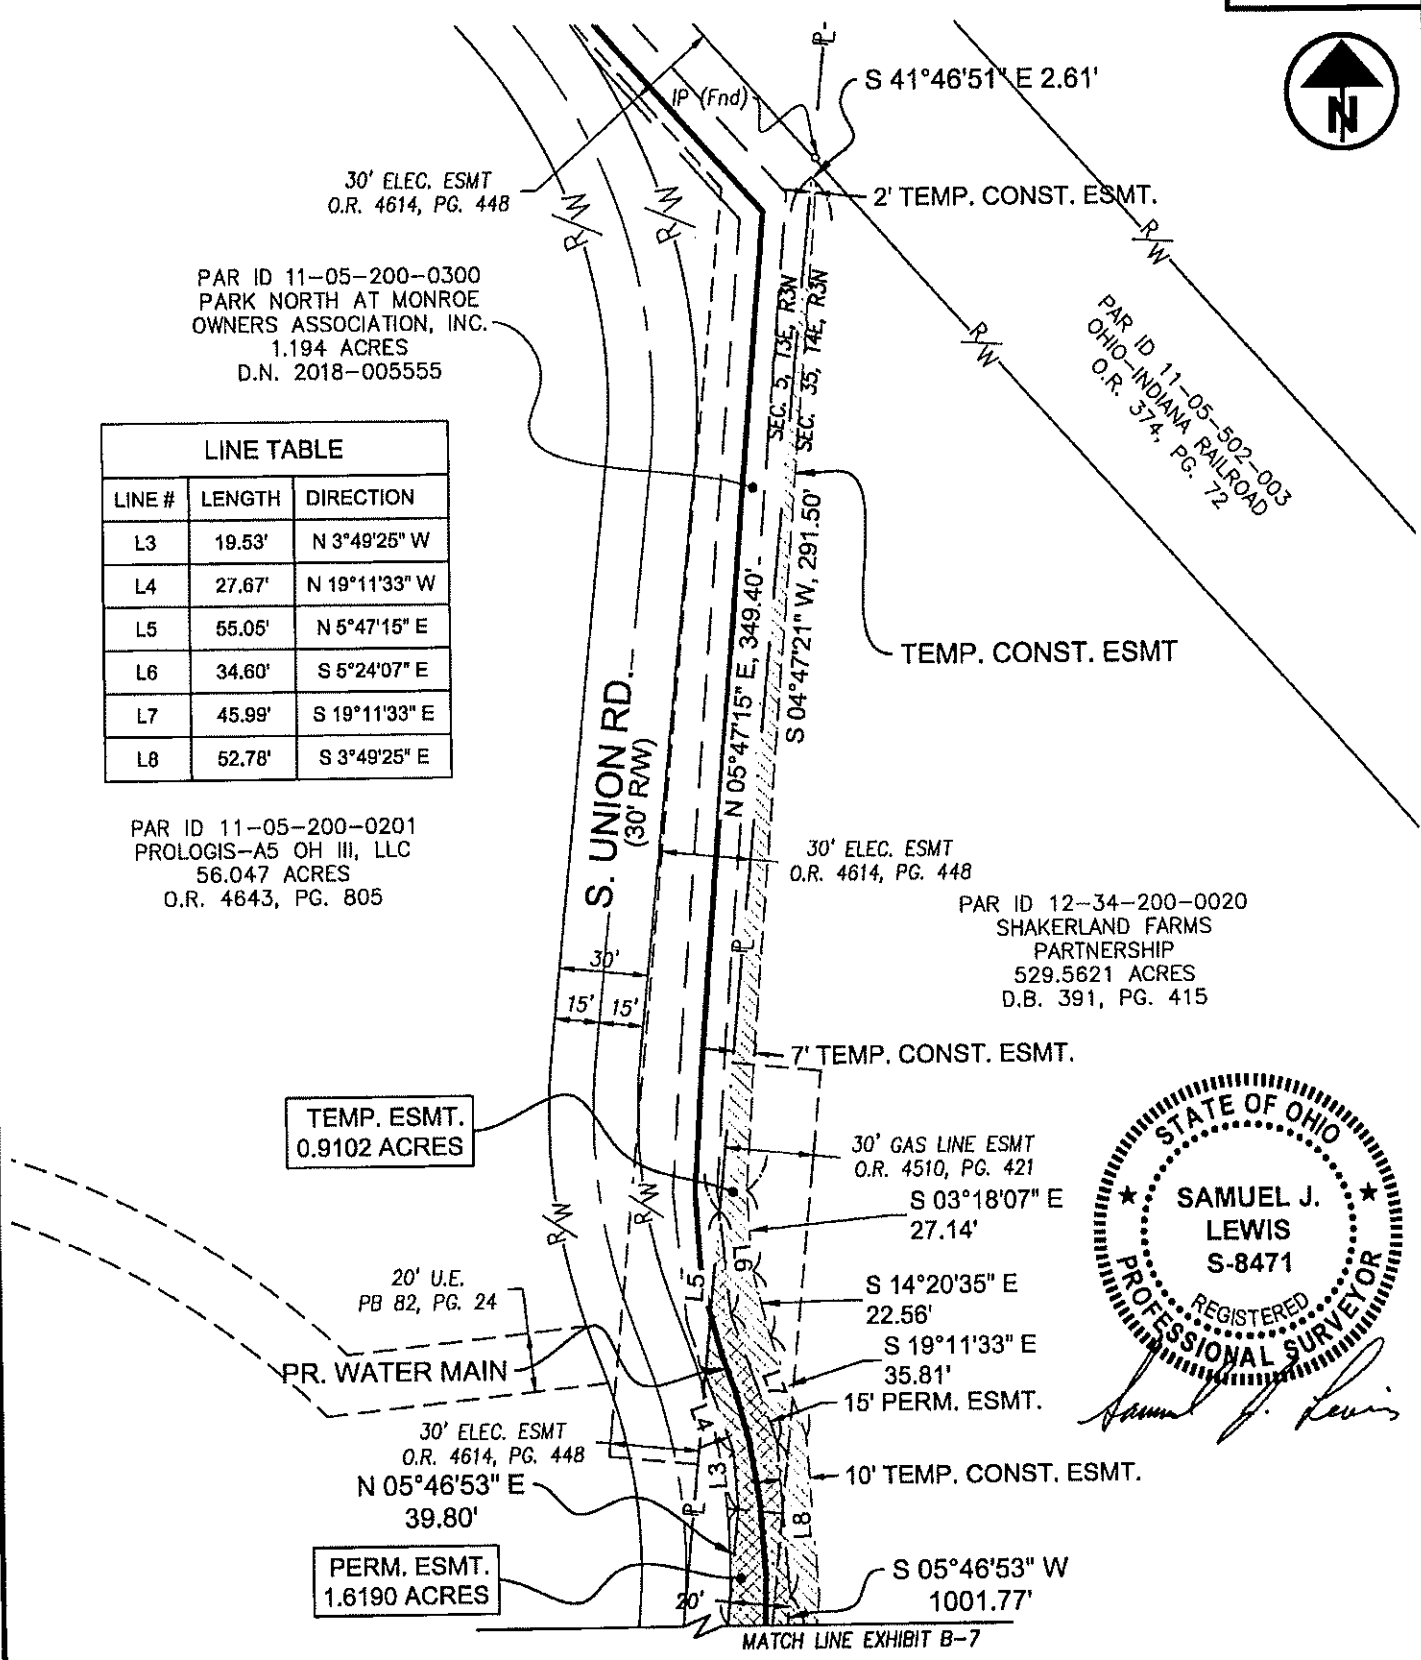 N
S 41°46'51" E 2.61'
IP (Fnd)
PL
30' ELEC. ESMT
O.R. 4614, PG. 448
2' TEMP. CONST. ESMT.
R/W
R/W
R/W
R/W
PAR ID 11-05-200-0300
PARK NORTH AT MONROE
OWNERS ASSOCIATION, INC.
1.194 ACRES
D.N. 2018-005555
SEC. 5, T3E, R3N
SEC. 35, T4E, R3N
PAR ID 11-05-502-003
OHIO-INDIANA RAILROAD
O.R. 374, PG. 72
LINE TABLE
LINE # LENGTH DIRECTION
L3 19.53' N 3°49'25" W
L4 27.67' N 19°11'33" W
L5 55.05' N 5°47'15" E
L6 34.60' S 5°24'07" E
L7 45.99' S 19°11'33" E
L8 52.78' S 3°49'25" E
N 05°47'15" E, 349.40'
S 04°47'21" W, 291.50'
TEMP. CONST. ESMT
S. UNION RD.
(30' R/W)
PAR ID 11-05-200-0201
PROLOGIS-A5 OH III, LLC
56.047 ACRES
O.R. 4643, PG. 805
30' ELEC. ESMT
O.R. 4614, PG. 448
PAR ID 12-34-200-0020
SHAKERLAND FARMS
PARTNERSHIP
529.5621 ACRES
D.B. 391, PG. 415
PL
30'
15' 15'
7' TEMP. CONST. ESMT.
TEMP. ESMT.
0.9102 ACRES
30' GAS LINE ESMT
O.R. 4510, PG. 421
S 03°18'07" E
27.14'
R/W
R/W
L6
L5
S 14°20'35" E
22.56'
20' U.E.
PB 82, PG. 24
S 19°11'33" E
35.81'
PR. WATER MAIN
L7
15' PERM. ESMT.
L4
30' ELEC. ESMT
O.R. 4614, PG. 448
L3
10' TEMP. CONST. ESMT.
N 05°46'53" E
39.80'
PL
L8
PERM. ESMT.
1.6190 ACRES
20'
S 05°46'53" W
1001.77'
MATCH LINE EXHIBIT B-7
STATE OF OHIO
SAMUEL J.
LEWIS
S-8471
REGISTERED
PROFESSIONAL SURVEYOR
Samuel J. Lewis